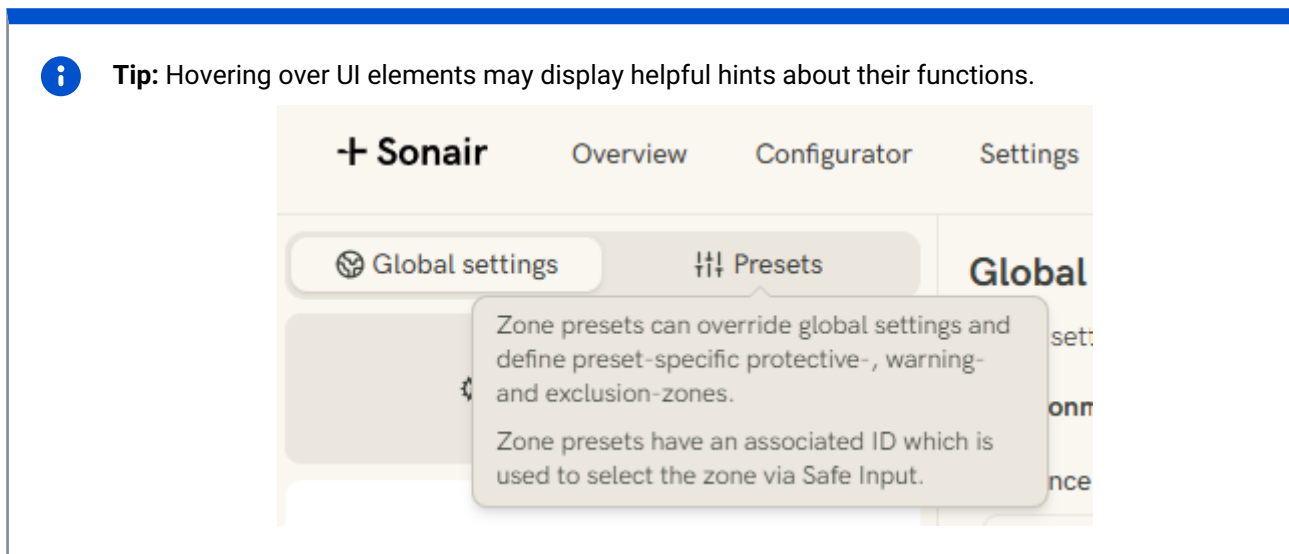 Tip: Hovering over UI elements may display helpful hints about their functions.
Sonair Overview Configurator Settings
Global settings Presets
Global
Zone presets can override global settings and
define preset-specific protective-, warning-
and exclusion-zones.
Zone presets have an associated ID which is
used to select the zone via Safe Input.